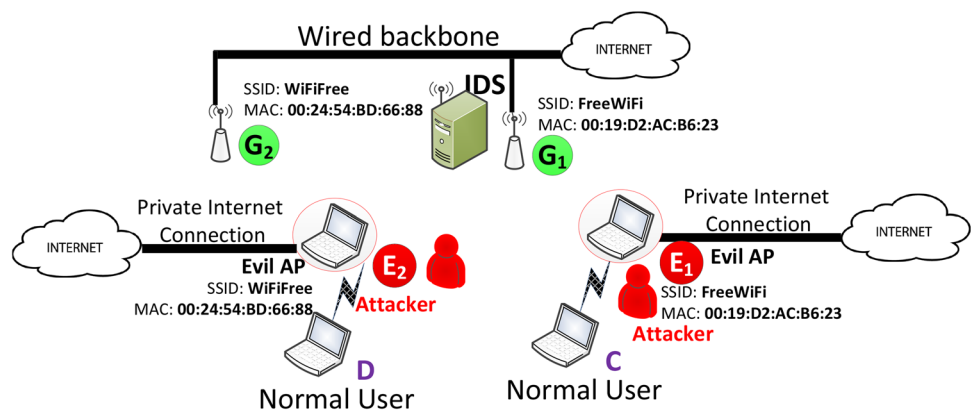 Wired backbone
INTERNET
SSID: WiFiFree
MAC: 00:24:54:BD:66:88
IDS
SSID: FreeWiFi
MAC: 00:19:D2:AC:B6:23
G2
G1
Private Internet
Connection
INTERNET
Evil AP
E2
SSID: WiFiFree
MAC: 00:24:54:BD:66:88
Attacker
D
Normal User
Private Internet
Connection
INTERNET
E1
Evil AP
SSID: FreeWiFi
MAC: 00:19:D2:AC:B6:23
Attacker
C
Normal User